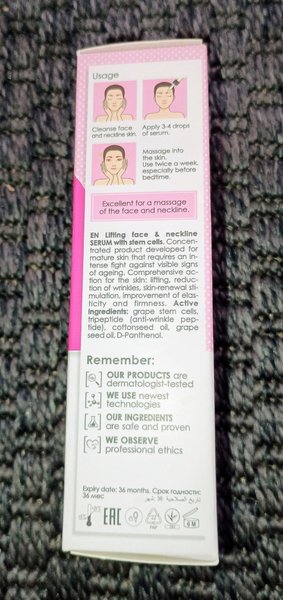 Usage
Cleanse face
and neckline skin.
Apply 3-4 drops
of serum.
Massage into
the skin.
Use twice a week,
especially before
bedtime.
Excellent for a massage
of the face and neckline.
EN Lifting face & neckline
SERUM with stem cells. Concen-
trated product developed for
mature skin that requires an in-
tense fight against visible signs
of ageing. Comprehensive ac-
tion for the skin: lifting, reduc-
tion of wrinkles, skin-renewal sti-
mulation, improvement of elas-
ticity and firmness. Active
ingredients: grape stem cells,
tripeptide (anti-wrinkle pep-
tide), cottonseed oil, grape
seed oil, D-Panthenol.
Remember:
OUR PRODUCTS are
dermatologist-tested
WE USE newest
technologies
OUR INGREDIENTS
are safe and proven
WE OBSERVE
professional ethics
Expiry date: 36 months. Срок годности:
36 мес
تاريخ الصلاحية: 36 شهر
EAC
PAP
6 M